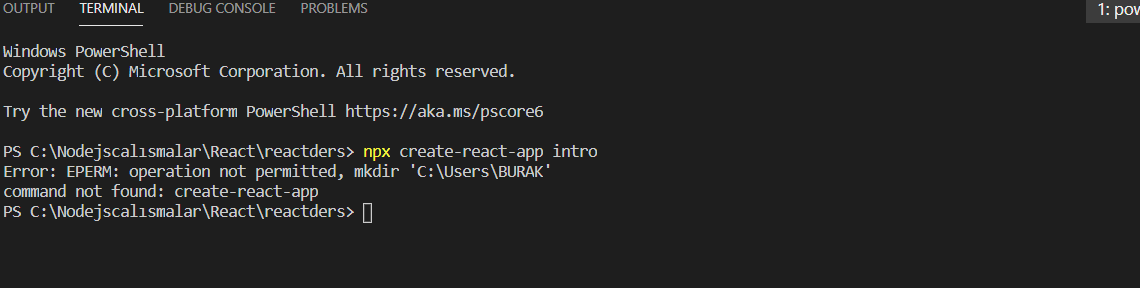 OUTPUT TERMINAL DEBUG CONSOLE PROBLEMS 1: pow
Windows PowerShell
Copyright (C) Microsoft Corporation. All rights reserved.
Try the new cross-platform PowerShell https://aka.ms/pscore6
PS C:\Nodejscalısmalar\React\reactders> npx create-react-app intro
Error: EPERM: operation not permitted, mkdir 'C:\Users\BURAK'
command not found: create-react-app
PS C:\Nodejscalısmalar\React\reactders>